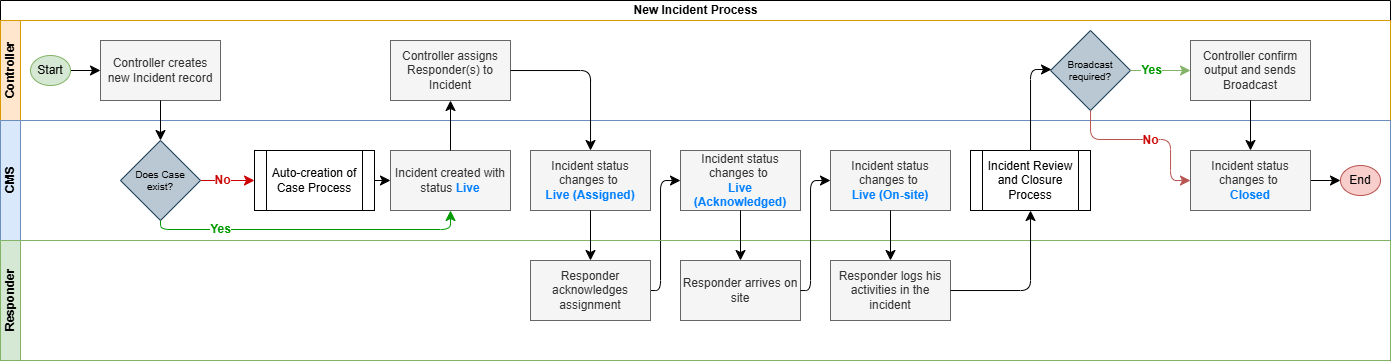 New Incident Process
Controller
Start
Controller creates
new Incident record
Controller assigns
Responder(s) to
Incident
Broadcast
required?
Yes
Controller confirm
output and sends
Broadcast
CMS
Does Case
exist?
No
Yes
Auto-creation of
Case Process
Incident created with
status Live
Incident status
changes to
Live (Assigned)
Incident status
changes to
Live
(Acknowledged)
Incident status
changes to
Live (On-site)
Incident Review
and Closure
Process
No
Incident status
changes to
Closed
End
Responder
Responder
acknowledges
assignment
Responder arrives on
site
Responder logs his
activities in the
incident